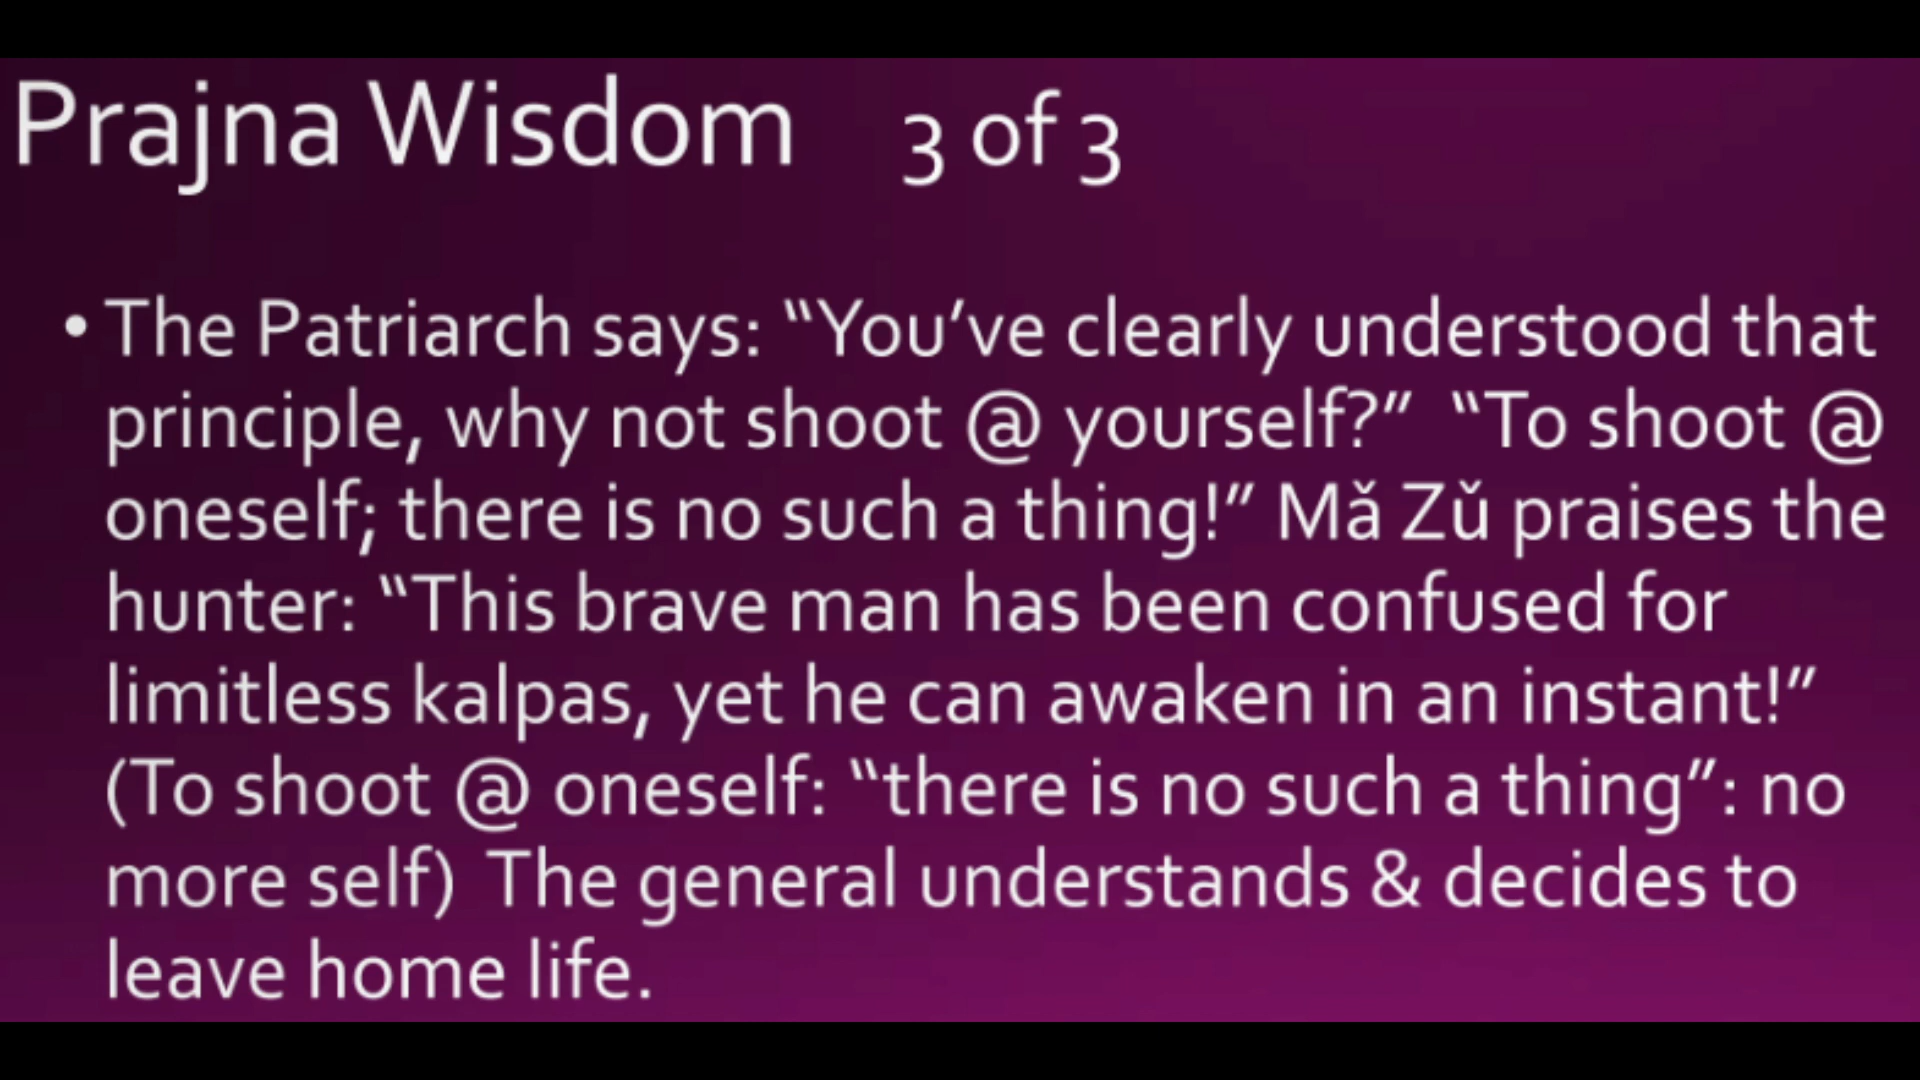 Prajna Wisdom 3 of 3
• The Patriarch says: “You’ve clearly understood that
principle, why not shoot @ yourself?” “To shoot @
oneself; there is no such a thing!” Mǎ Zǔ praises the
hunter: “This brave man has been confused for
limitless kalpas, yet he can awaken in an instant!”
(To shoot @ oneself: “there is no such a thing”: no
more self) The general understands & decides to
leave home life.